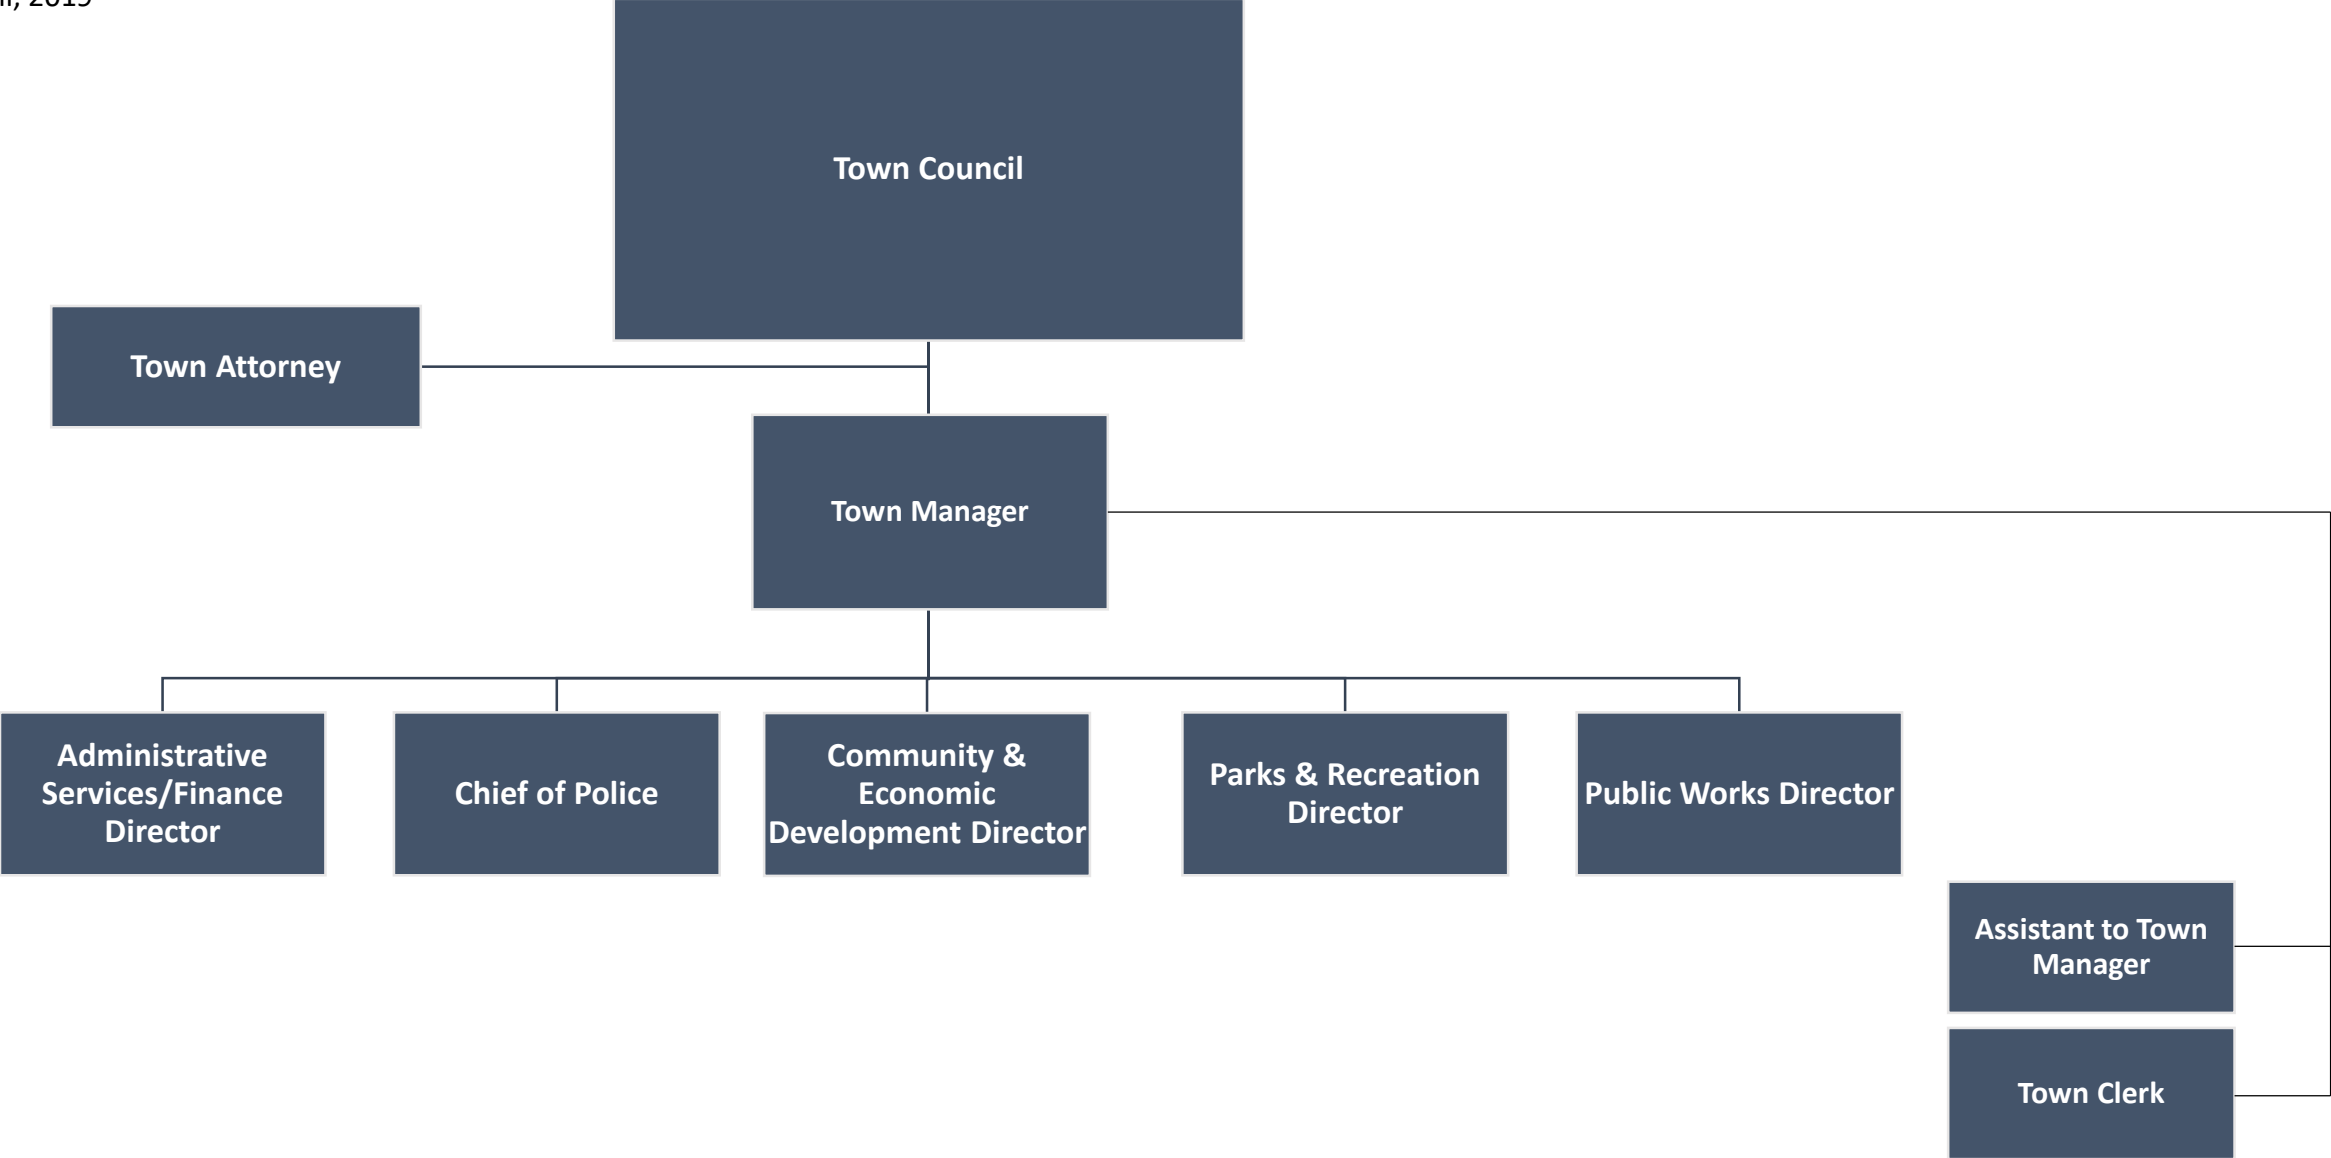 2019
Town Council
Town Attorney
Town Manager
Administrative
Services/Finance
Director
Chief of Police
Community &
Economic
Development Director
Parks & Recreation
Director
Public Works Director
Assistant to Town
Manager
Town Clerk